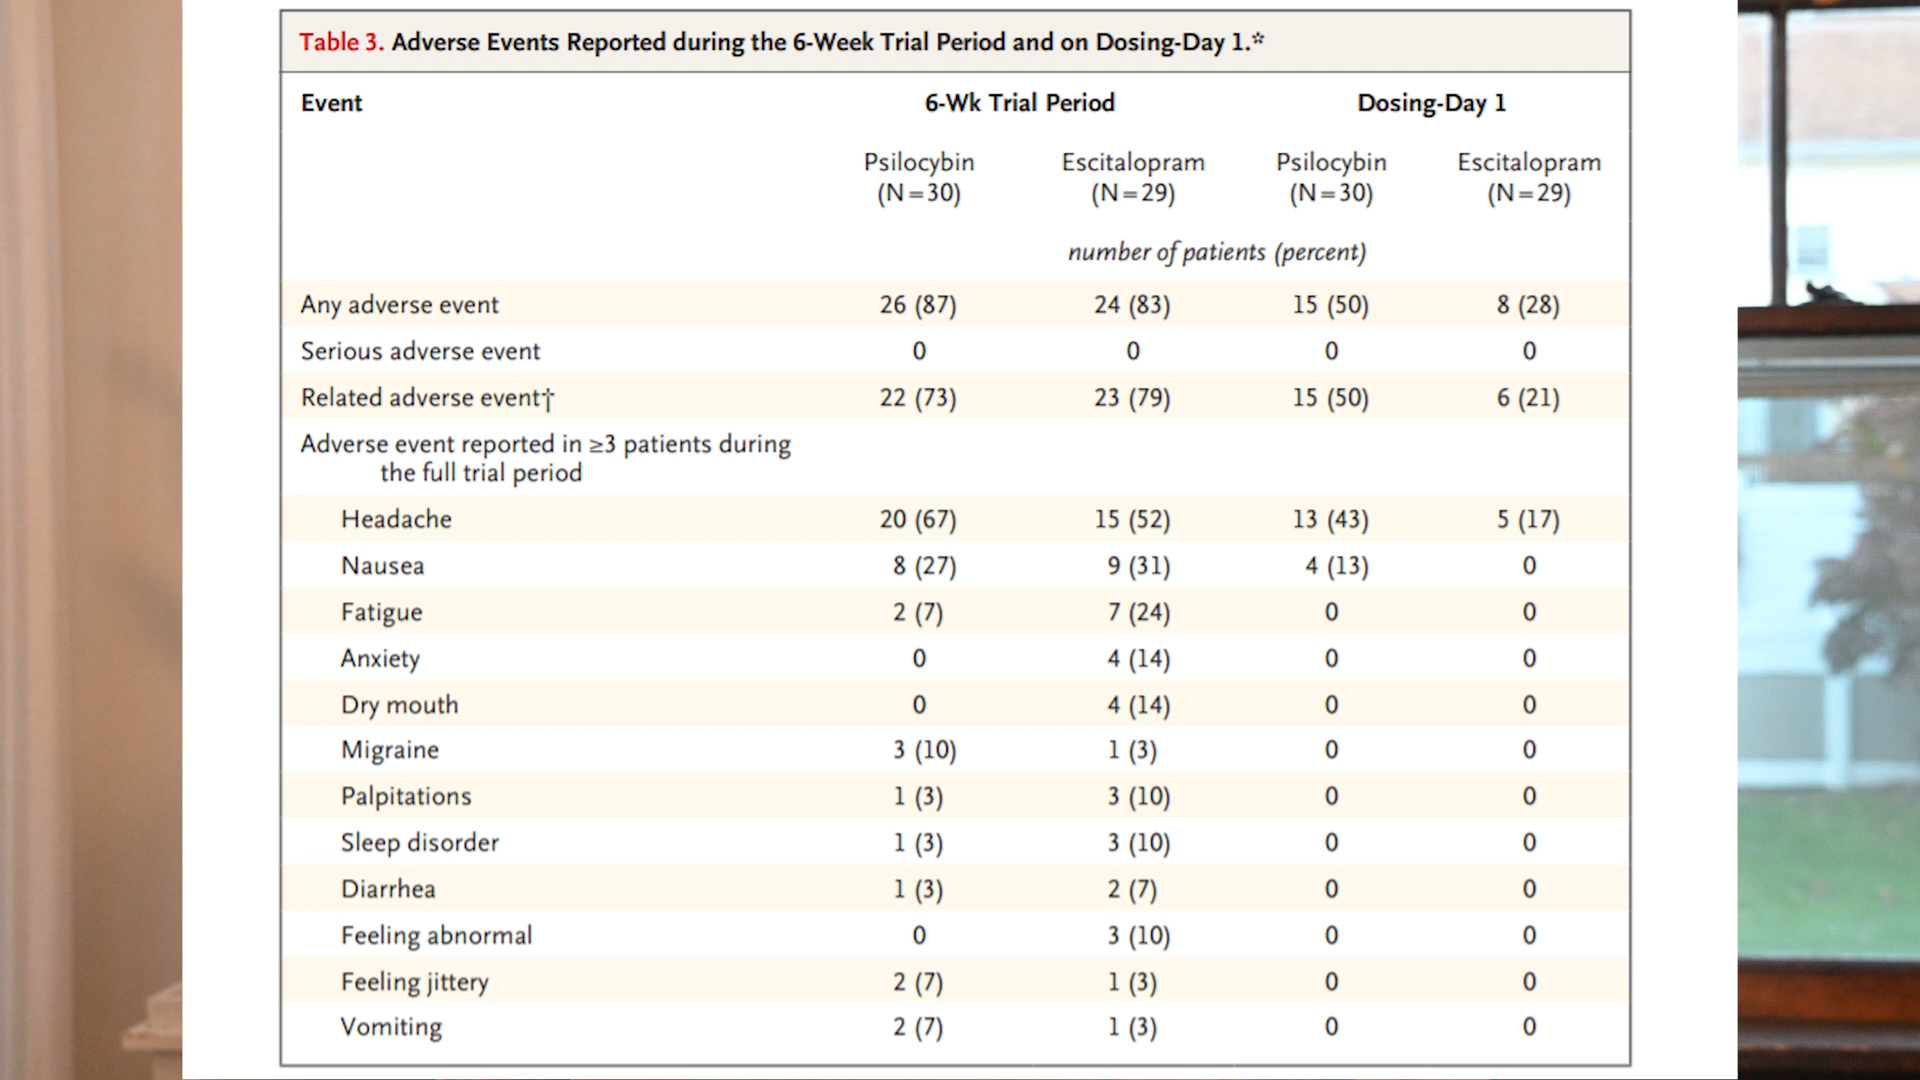 Table 3. Adverse Events Reported during the 6-Week Trial Period and on Dosing-Day 1.*
Event 6-Wk Trial Period Dosing-Day 1
Psilocybin (N=30) Escitalopram (N=29) Psilocybin (N=30) Escitalopram (N=29)
number of patients (percent)
Any adverse event 26 (87) 24 (83) 15 (50) 8 (28)
Serious adverse event 0 0 0 0
Related adverse event† 22 (73) 23 (79) 15 (50) 6 (21)
Adverse event reported in ≥3 patients during
the full trial period
Headache 20 (67) 15 (52) 13 (43) 5 (17)
Nausea 8 (27) 9 (31) 4 (13) 0
Fatigue 2 (7) 7 (24) 0 0
Anxiety 0 4 (14) 0 0
Dry mouth 0 4 (14) 0 0
Migraine 3 (10) 1 (3) 0 0
Palpitations 1 (3) 3 (10) 0 0
Sleep disorder 1 (3) 3 (10) 0 0
Diarrhea 1 (3) 2 (7) 0 0
Feeling abnormal 0 3 (10) 0 0
Feeling jittery 2 (7) 1 (3) 0 0
Vomiting 2 (7) 1 (3) 0 0